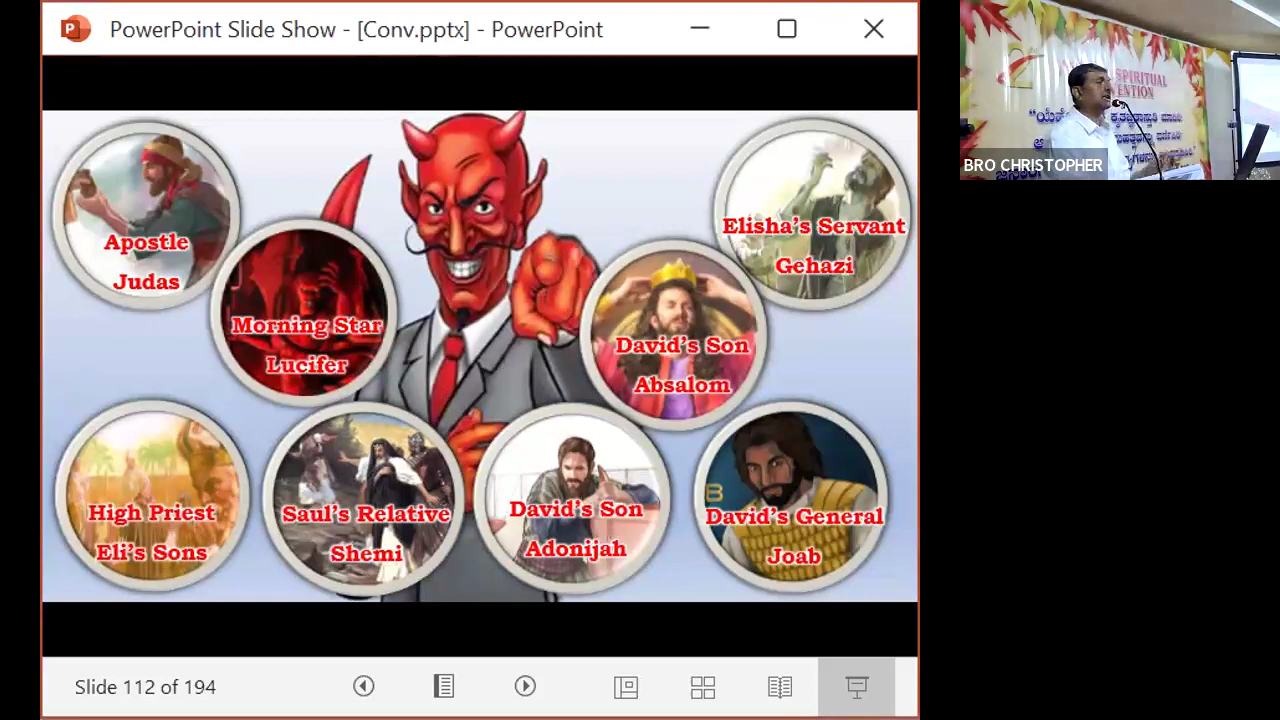 PowerPoint Slide Show - [Conv.pptx] - PowerPoint
Apostle
Judas
Morning Star
Lucifer
Elisha's Servant
Gehazi
David's Son
Absalom
High Priest
Eli's Sons
Saul's Relative
Shemi
David's Son
Adonijah
B
David's General
Joab
Slide 112 of 194
SPIRITUAL
BRO CHRISTOPHER